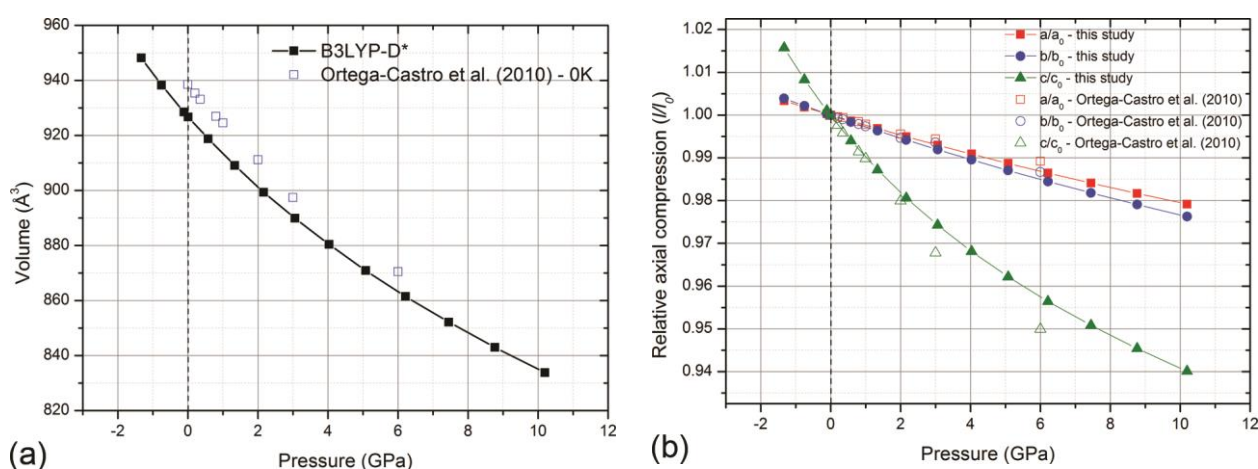 960
940
920
900
880
860
840
820
Volume (Å³)
B3LYP-D*
Ortega-Castro et al. (2010) - 0K
-2 0 2 4 6 8 10 12
Pressure (GPa)
(a)
1.02
1.01
1.00
0.99
0.98
0.97
0.96
0.95
0.94
Relative axial compression (l/l₀)
a/a₀ - this study
b/b₀ - this study
c/c₀ - this study
a/a₀ - Ortega-Castro et al. (2010)
b/b₀ - Ortega-Castro et al. (2010)
c/c₀ - Ortega-Castro et al. (2010)
-2 0 2 4 6 8 10 12
Pressure (GPa)
(b)